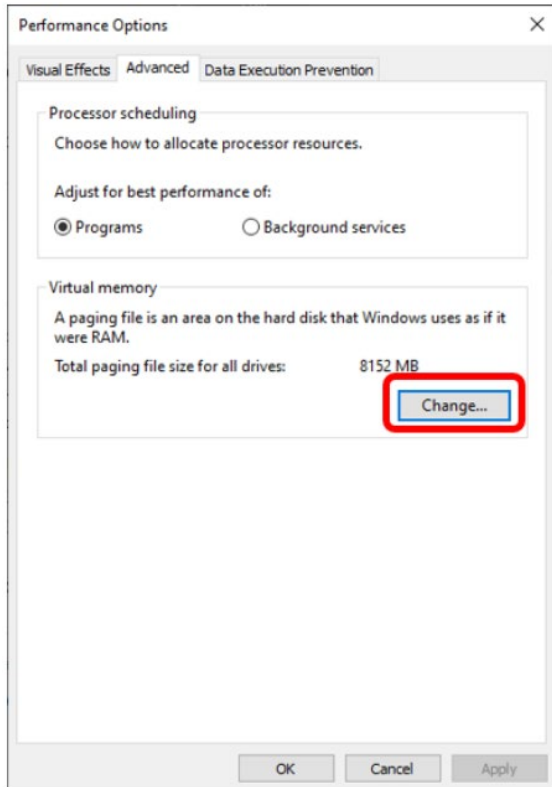 Performance Options
Visual Effects Advanced Data Execution Prevention
Processor scheduling
Choose how to allocate processor resources.
Adjust for best performance of:
Programs Background services
Virtual memory
A paging file is an area on the hard disk that Windows uses as if it
were RAM.
Total paging file size for all drives: 8152 MB
Change...
OK Cancel Apply